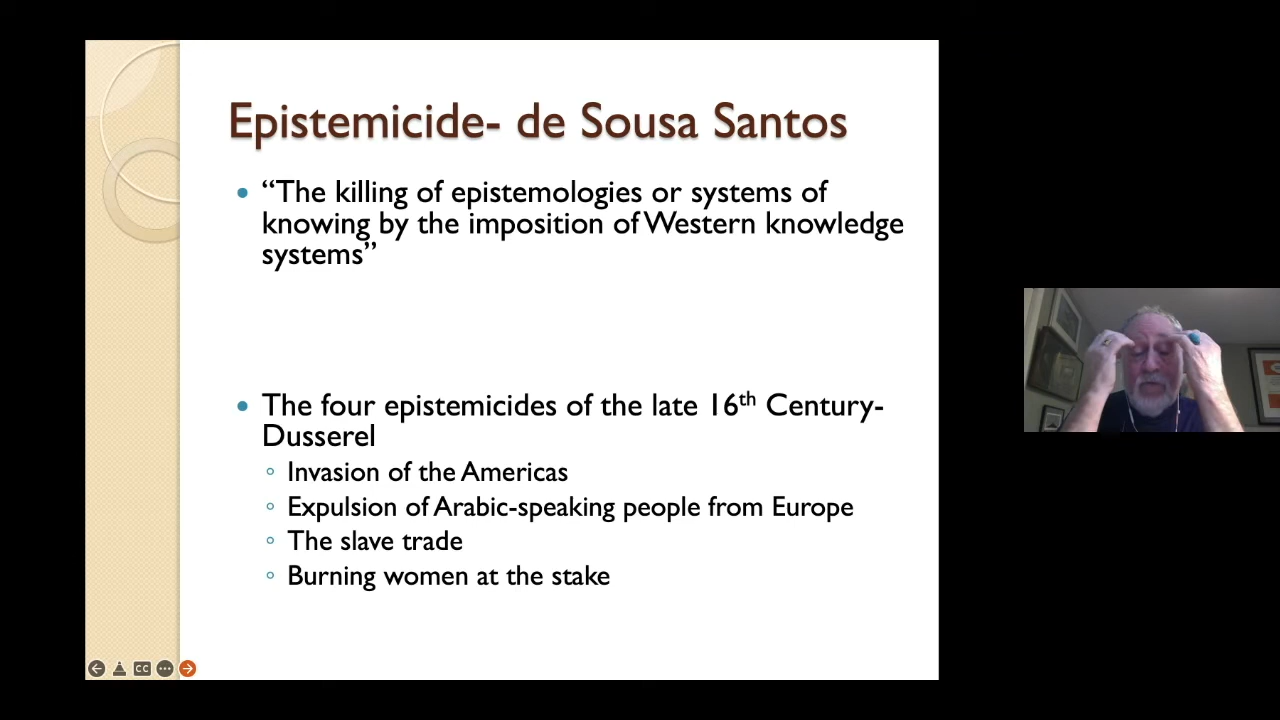 Epistemicide- de Sousa Santos
“The killing of epistemologies or systems of
knowing by the imposition of Western knowledge
systems”
The four epistemicides of the late 16th Century-
Dusserel
Invasion of the Americas
Expulsion of Arabic-speaking people from Europe
The slave trade
Burning women at the stake
CC